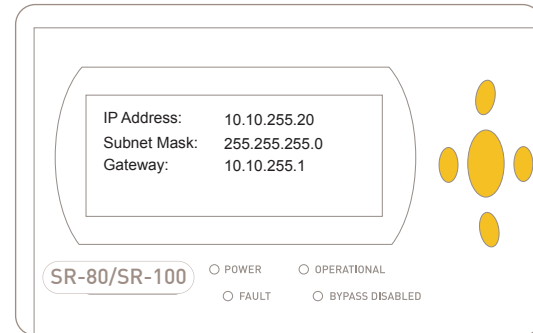 IP Address: 10.10.255.20
Subnet Mask: 255.255.255.0
Gateway: 10.10.255.1
SR-80/SR-100
POWER OPERATIONAL
FAULT BYPASS DISABLED